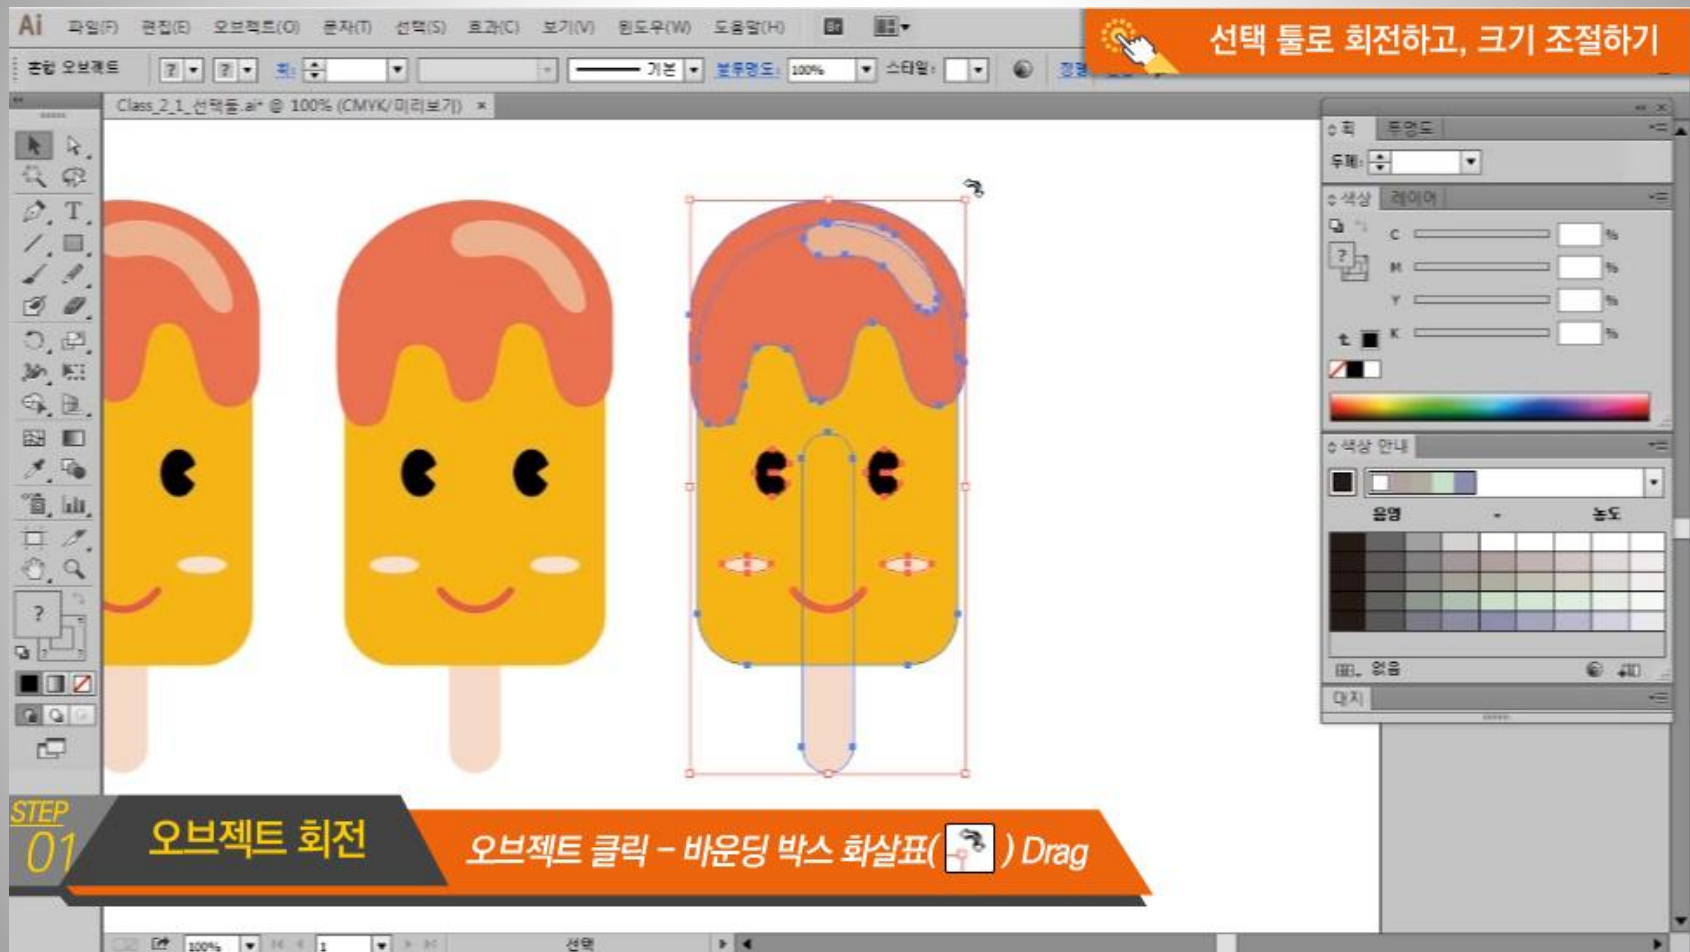 Ai 파일(F) 편집(E) 오브젝트(O) 문자(T) 선택(S) 효과(C) 보기(V) 윈도우(W) 도움말(H) Br
선택 툴로 회전하고, 크기 조절하기
혼합 오브젝트 ? ? 획: 기본 불투명도: 100% 스타일:
Class_2_1_선택툴.ai* @ 100% (CMYK/미리보기) ×
획 투명도
두께:
색상 레이어
C %
M %
Y %
K %
색상 안내
음영 농도
없음
대지
STEP
01
오브젝트 회전
오브젝트 클릭 – 바운딩 박스 화살표( ) Drag
100% 1 선택